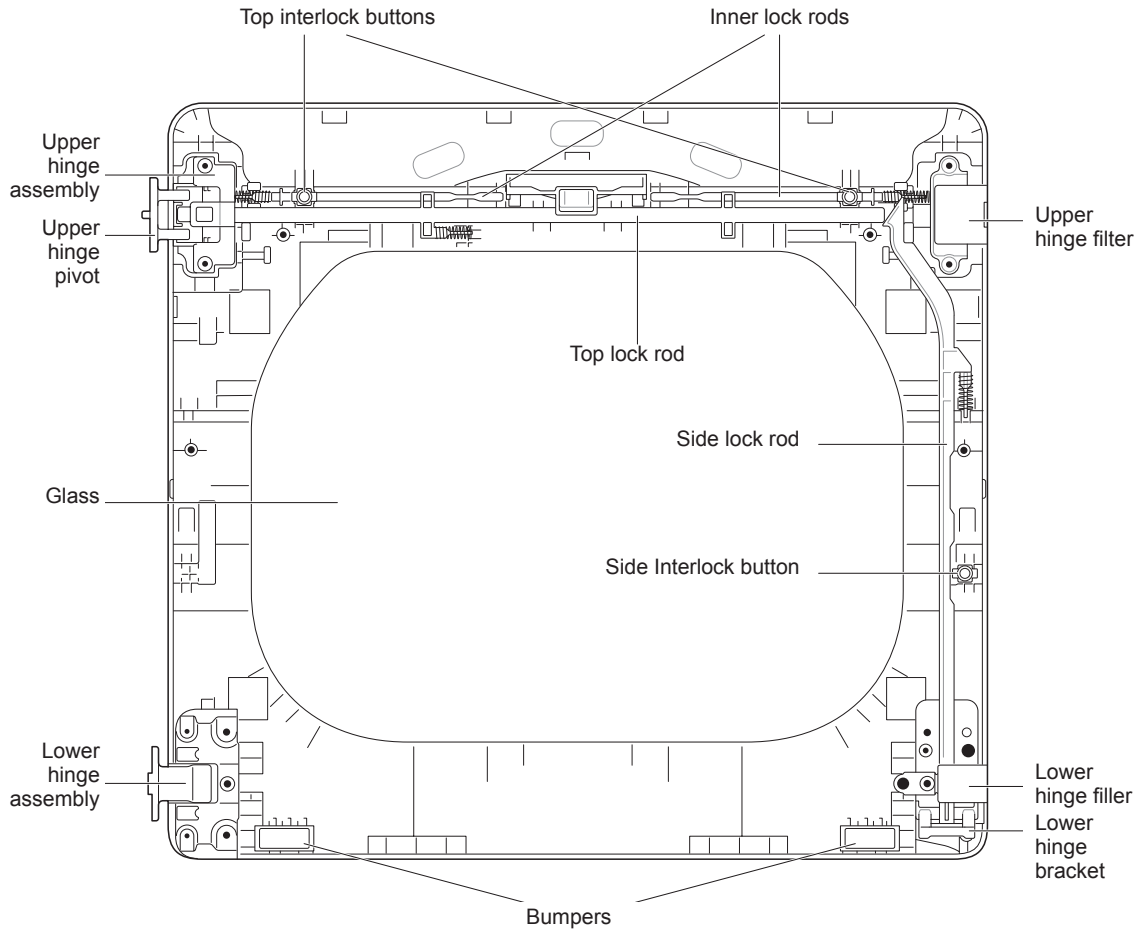 Top interlock buttons
Inner lock rods
Upper
hinge
assembly
Upper
hinge
pivot
Upper
hinge filter
Top lock rod
Side lock rod
Glass
Side Interlock button
Lower
hinge
assembly
Lower
hinge filler
Lower
hinge
bracket
Bumpers